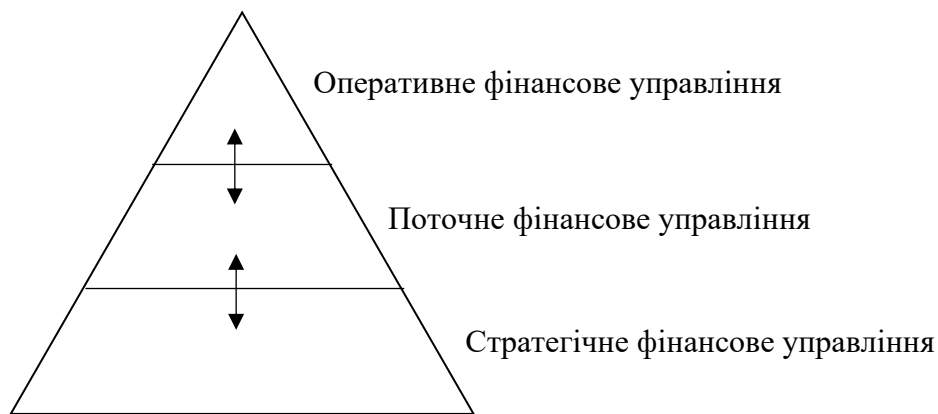 Оперативне фінансове управління
Поточне фінансове управління
Стратегічне фінансове управління